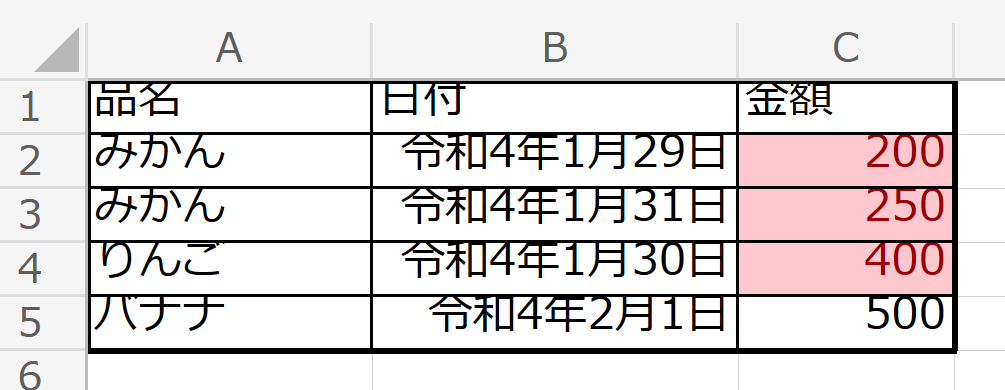 A B C
1 品名 日付 金額
2 みかん 令和4年1月29日 200
3 みかん 令和4年1月31日 250
4 りんご 令和4年1月30日 400
5 バナナ 令和4年2月1日 500
6